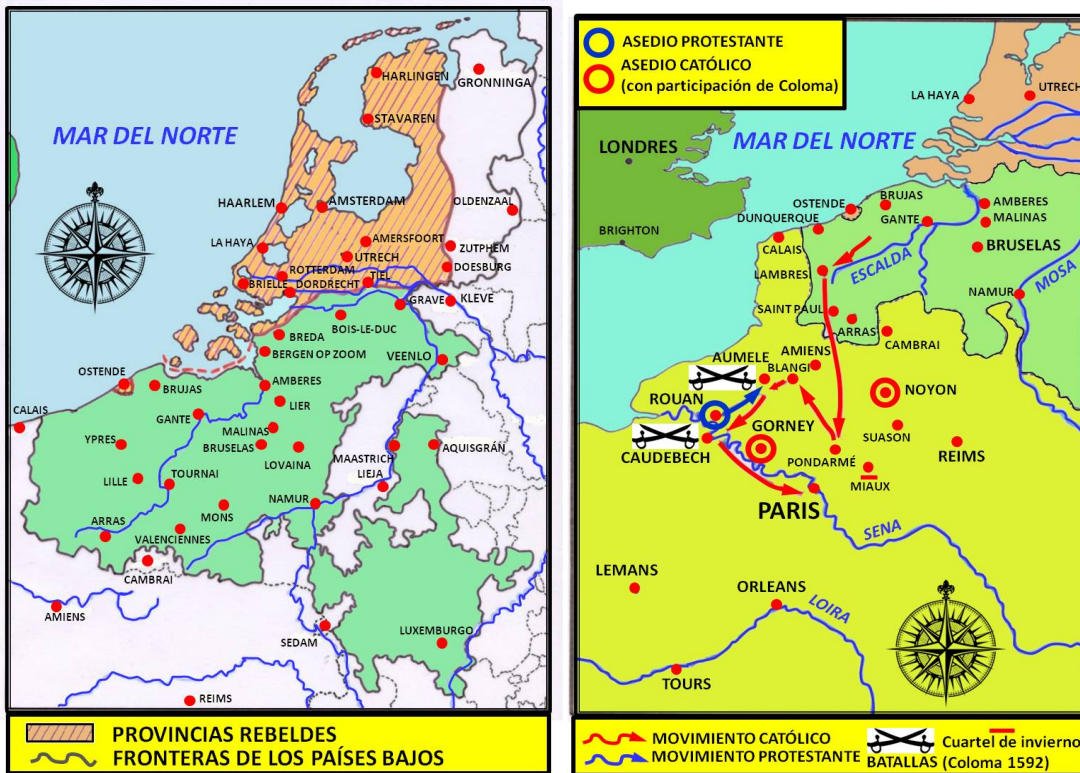 HARLINGEN
GRONNINGA
STAVAREN
MAR DEL NORTE
HAARLEM
AMSTERDAM
OLDENZAAL
LA HAYA
AMERSFOORT
UTRECH
ZUTPHEM
ROTTERDAM
TIEL
DOESBURG
BRIELLE
DORDRECHT
GRAVE
KLEVE
BOIS-LE-DUC
BREDA
BERGEN OP ZOOM
VEENLO
OSTENDE
BRUJAS
AMBERES
CALAIS
GANTE
LIER
YPRES
MALINAS
BRUSELAS
LOVAINA
MAASTRICH
AQUISGRÁN
LIEJA
LILLE
TOURNAI
NAMUR
MONS
ARRAS
VALENCIENNES
CAMBRAI
AMIENS
SEDAM
LUXEMBURGO
REIMS
PROVINCIAS REBELDES
FRONTERAS DE LOS PAÍSES BAJOS
ASEDIO PROTESTANTE
ASEDIO CATÓLICO
(con participación de Coloma)
LA HAYA
UTRECH
MAR DEL NORTE
LONDRES
BRIGHTON
OSTENDE
BRUJAS
AMBERES
DUNQUERQUE
GANTE
MALINAS
CALAIS
BRUSELAS
LAMBRES
ESCALDA
MOSA
NAMUR
SAINT PAUL
ARRAS
CAMBRAI
AUMELE
AMIENS
BLANGI
ROUAN
NOYON
GORNEY
SUASON
CAUDEBECH
PONDARMÉ
REIMS
MIAUX
PARIS
SENA
LEMANS
ORLEANS
LOIRA
TOURS
MOVIMIENTO CATÓLICO
MOVIMIENTO PROTESTANTE
BATALLAS
Cuartel de invierno
(Coloma 1592)